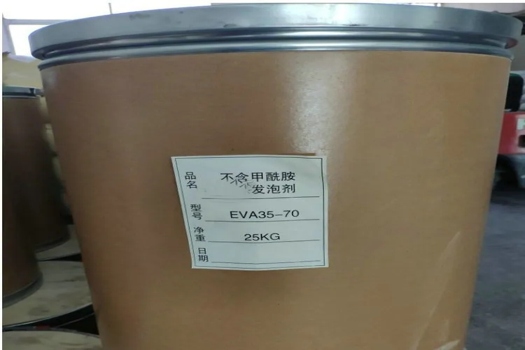 品名 不含甲酰胺
发泡剂
型号 EVA35-70
净重 25KG
日期